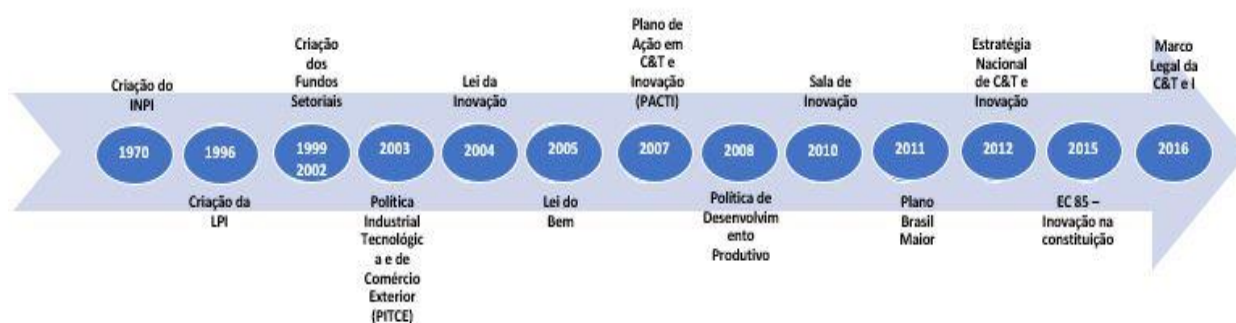 Criação do
INPI
Criação
dos
Fundos
Setoriais
Lei da
Inovação
Plano de
Ação em
C&T e
Inovação
(PACTI)
Sala de
Inovação
Estratégia
Nacional
de C&T e
Inovação
Marco
Legal da
C&T e I
1970
1996
1999
2002
2003
2004
2005
2007
2008
2010
2011
2012
2015
2016
Criação da
LPI
Política
Industrial
Tecnológic
a e de
Comércio
Exterior
(PITCE)
Lei do
Bem
Política de
Desenvolvim
ento
Produtivo
Plano
Brasil
Maior
EC 85 –
Inovação na
constituição